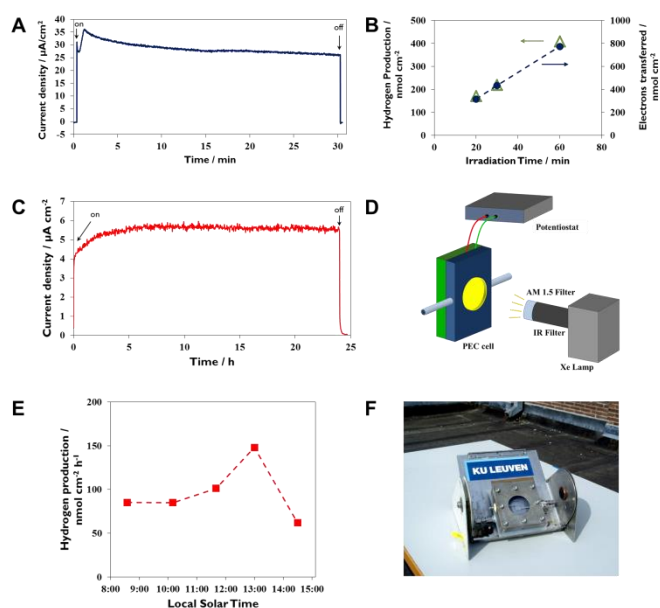 A
on
off
Current density / µA/cm²
40
35
30
25
20
15
10
5
0
0 5 10 15 20 25 30
Time / min
B
Hydrogen Production /
nmol cm⁻²
500
400
300
200
100
0
0 20 40 60 80
Irradiation Time / min
1000
800
600
400
200
0
Electrons transferred /
nmol cm⁻²
C
on
off
Current density / µA cm⁻²
7
6
5
4
3
2
1
0
0 5 10 15 20 25
Time / h
D
Potentiostat
AM 1.5 Filter
IR Filter
PEC cell
Xe Lamp
E
Hydrogen production /
nmol cm⁻² h⁻¹
200
150
100
50
0
8:00 9:00 10:00 11:00 12:00 13:00 14:00 15:00
Local Solar Time
F
KU LEUVEN